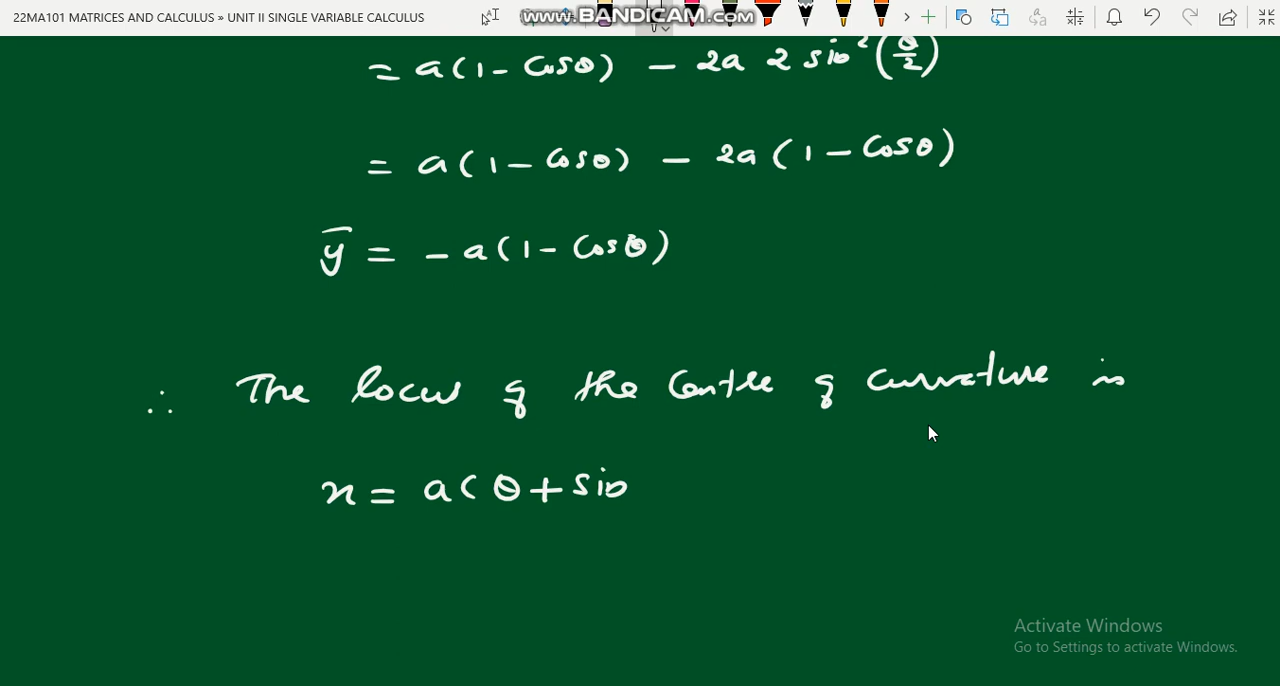 22MA101 MATRICES AND CALCULUS » UNIT II SINGLE VARIABLE CALCULUS
www.BANDICAM.com
= a(1 - cosθ) - 2a 2 sin²(θ/2)
= a(1 - cosθ) - 2a(1 - cosθ)
y̅ = - a(1 - cosθ)
∴ The locus of the centre of curvature is
x = a(θ + sin
Activate Windows
Go to Settings to activate Windows.